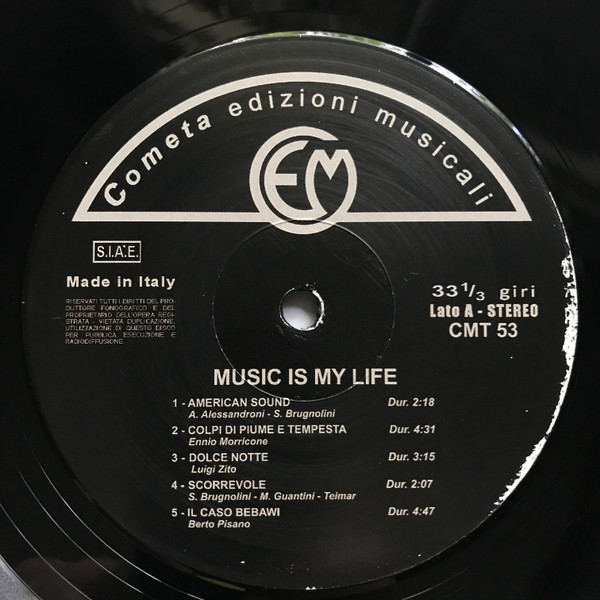 Cometa edizioni musicali
CEM
S.I.A.E.
Made in Italy
RISERVATI TUTTI I DIRITTI DEL PRO-
DUTTORE FONOGRAFICO E DEL
PROPRIETARIO DELL'OPERA REGI-
STRATA - VIETATA DUPLICAZIONE,
UTILIZZAZIONE DI QUESTO DISCO
PER PUBBLICA ESECUZIONE E
RADIODIFFUSIONE.
33 1/3 giri
Lato A - STEREO
CMT 53
MUSIC IS MY LIFE
1 - AMERICAN SOUND Dur. 2:18
A. Alessandroni - S. Brugnolini
2 - COLPI DI PIUME E TEMPESTA Dur. 4:31
Ennio Morricone
3 - DOLCE NOTTE Dur. 3:15
Luigi Zito
4 - SCORREVOLE Dur. 2:07
S. Brugnolini - M. Guantini - Teimar
5 - IL CASO BEBAWI Dur. 4:47
Berto Pisano